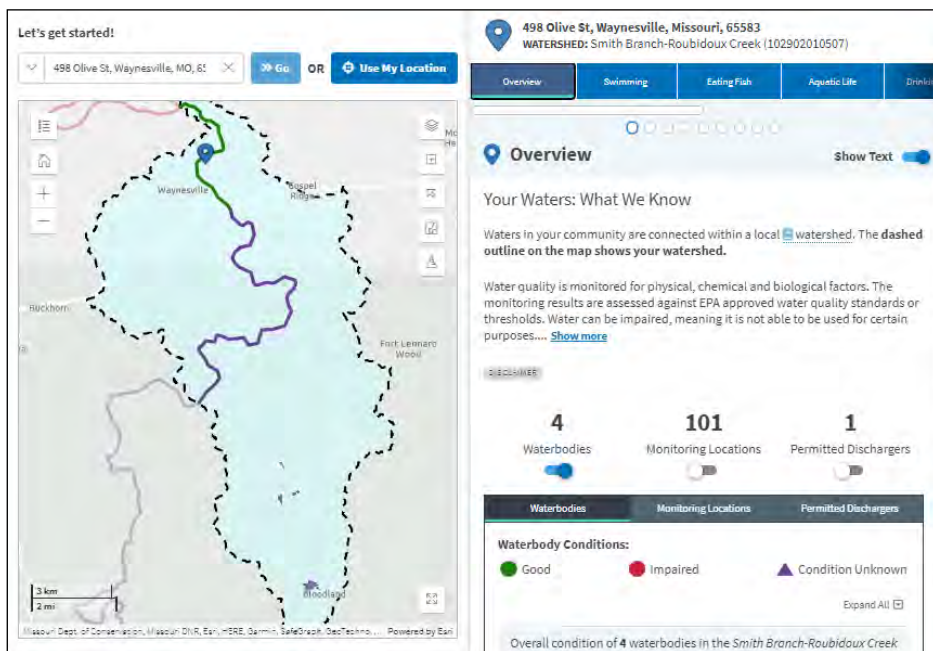 Let's get started!
498 Olive St, Waynesville, MO, 65
Go
OR
Use My Location
Waynesville
Gospel
Ridge
Buckhorn
Fort Leonard
Wood
Bloodland
3 km
2 mi
Missouri Dept. of Conservation, Missouri DNR, Esri, HERE, Garmin, SafeGraph, GeoTechno...
Powered by Esri
498 Olive St, Waynesville, Missouri, 65583
WATERSHED: Smith Branch-Roubidoux Creek (102902010507)
Overview
Swimming
Eating Fish
Aquatic Life
Drinkin
Overview
Show Text
Your Waters: What We Know
Waters in your community are connected within a local watershed. The dashed
outline on the map shows your watershed.
Water quality is monitored for physical, chemical and biological factors. The
monitoring results are assessed against EPA approved water quality standards or
thresholds. Water can be impaired, meaning it is not able to be used for certain
purposes.... Show more
DISCLAIMER
4
Waterbodies
101
Monitoring Locations
1
Permitted Dischargers
Waterbodies
Monitoring Locations
Permitted Dischargers
Waterbody Conditions:
Good
Impaired
Condition Unknown
Expand All
Overall condition of 4 waterbodies in the Smith Branch-Roubidoux Creek